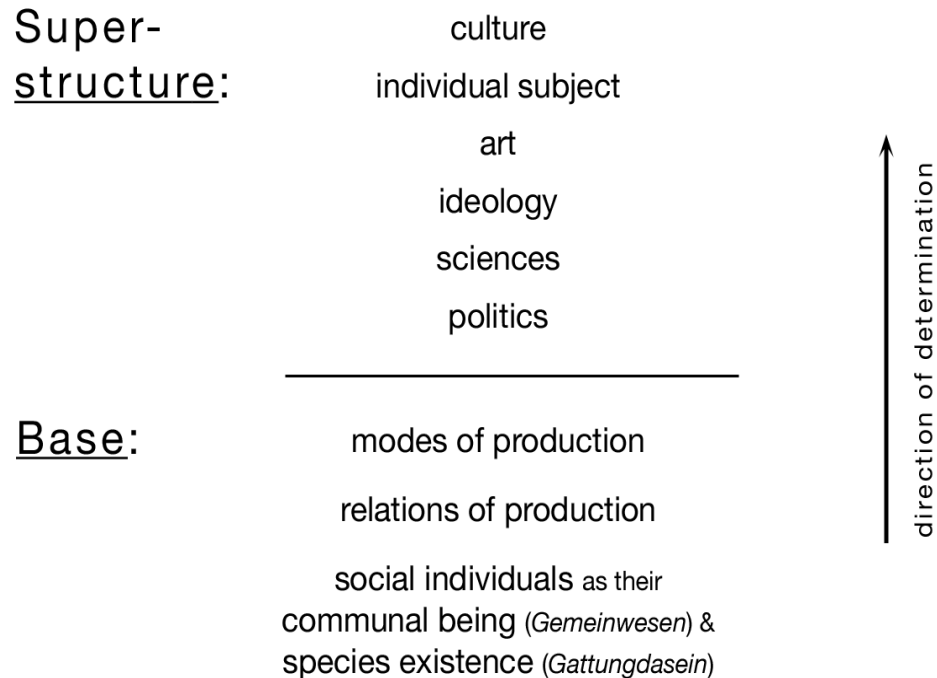 Super-
structure:
culture
individual subject
art
ideology
sciences
politics
Base:
modes of production
relations of production
social individuals as their
communal being (Gemeinwesen) &
species existence (Gattungdasein)
direction of determination